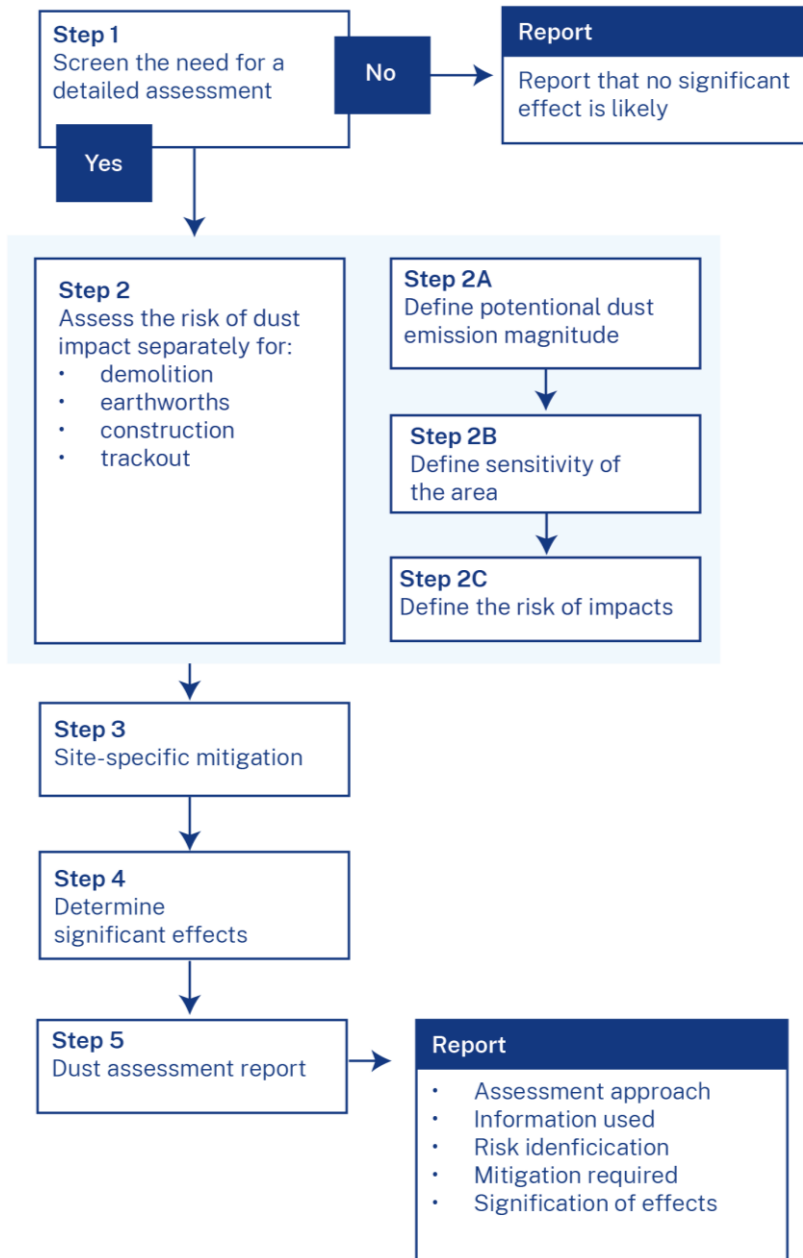 Step 1
Screen the need for a
detailed assessment
No
Report
Report that no significant
effect is likely
Yes
Step 2
Assess the risk of dust
impact separately for:
• demolition
• earthworths
• construction
• trackout
Step 2A
Define potentional dust
emission magnitude
Step 2B
Define sensitivity of
the area
Step 2C
Define the risk of impacts
Step 3
Site-specific mitigation
Step 4
Determine
significant effects
Step 5
Dust assessment report
Report
• Assessment approach
• Information used
• Risk idenficication
• Mitigation required
• Signification of effects